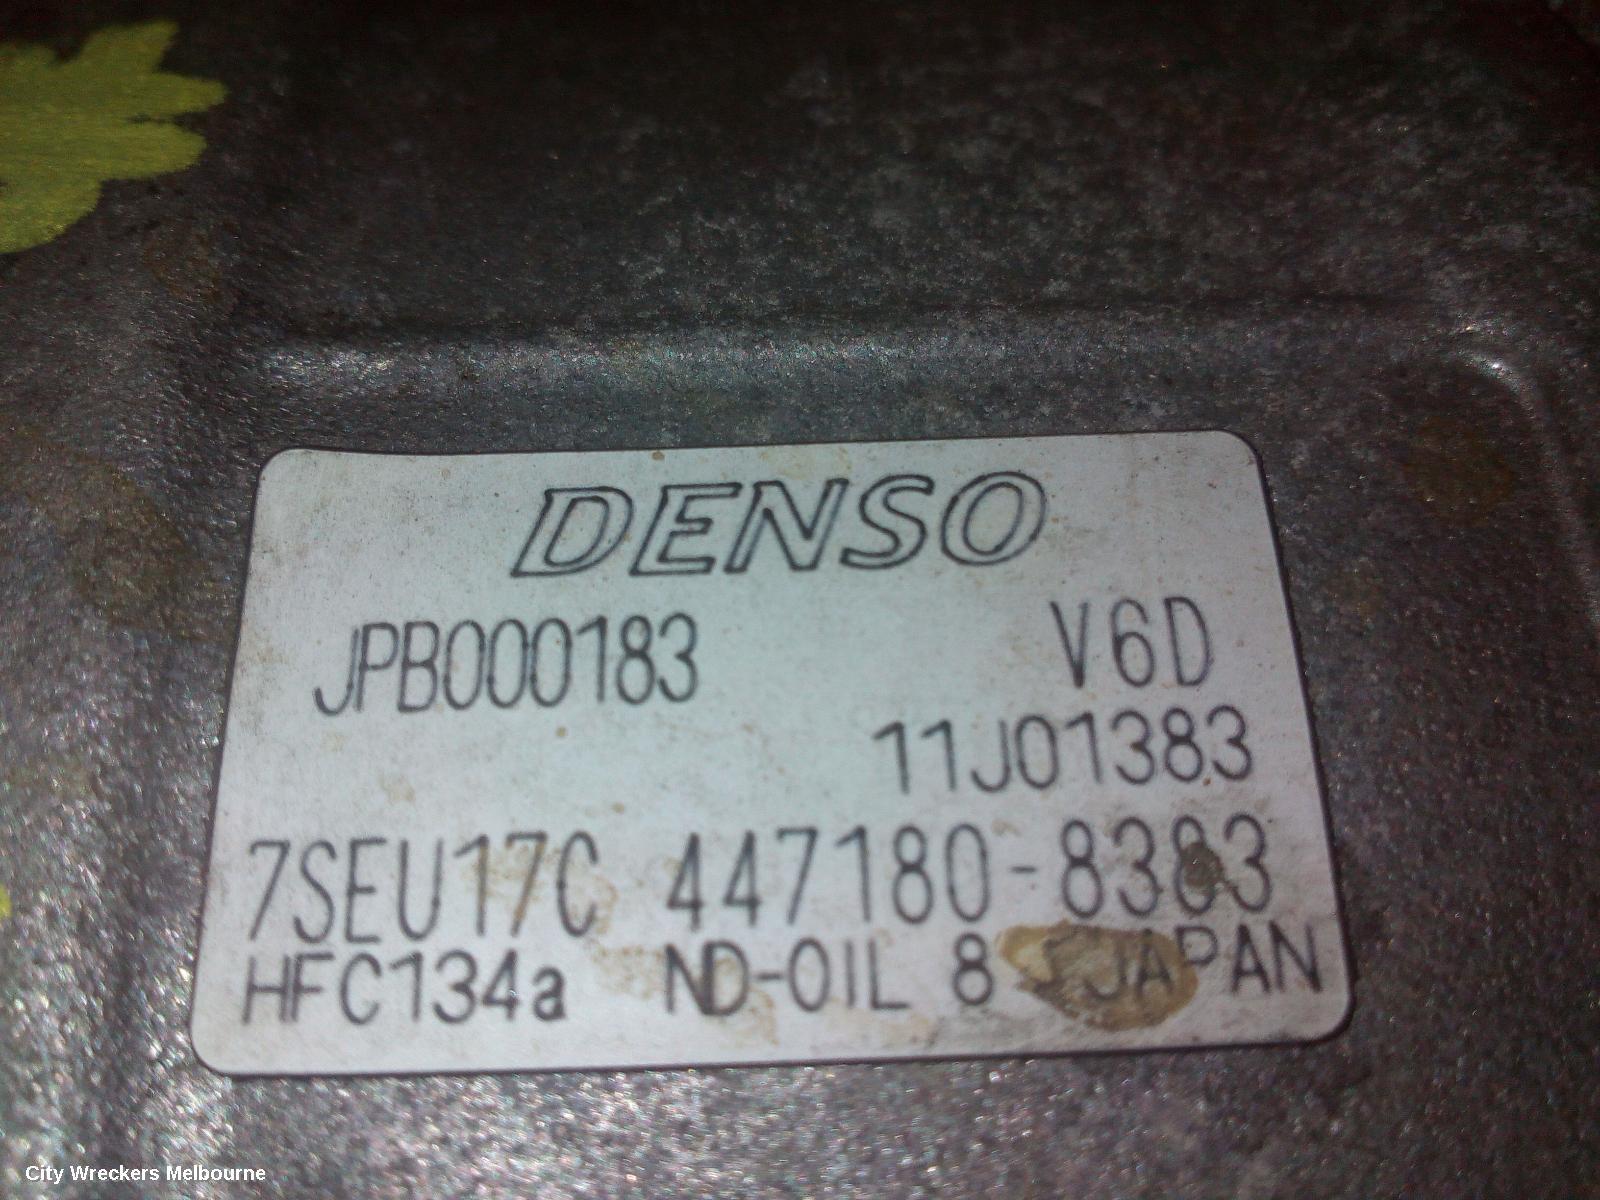 DENSO
JPB000183 V6D
11J01383
7SEU17C 447180-8383
HFC134a ND-OIL 8 JAPAN
City Wreckers Melbourne